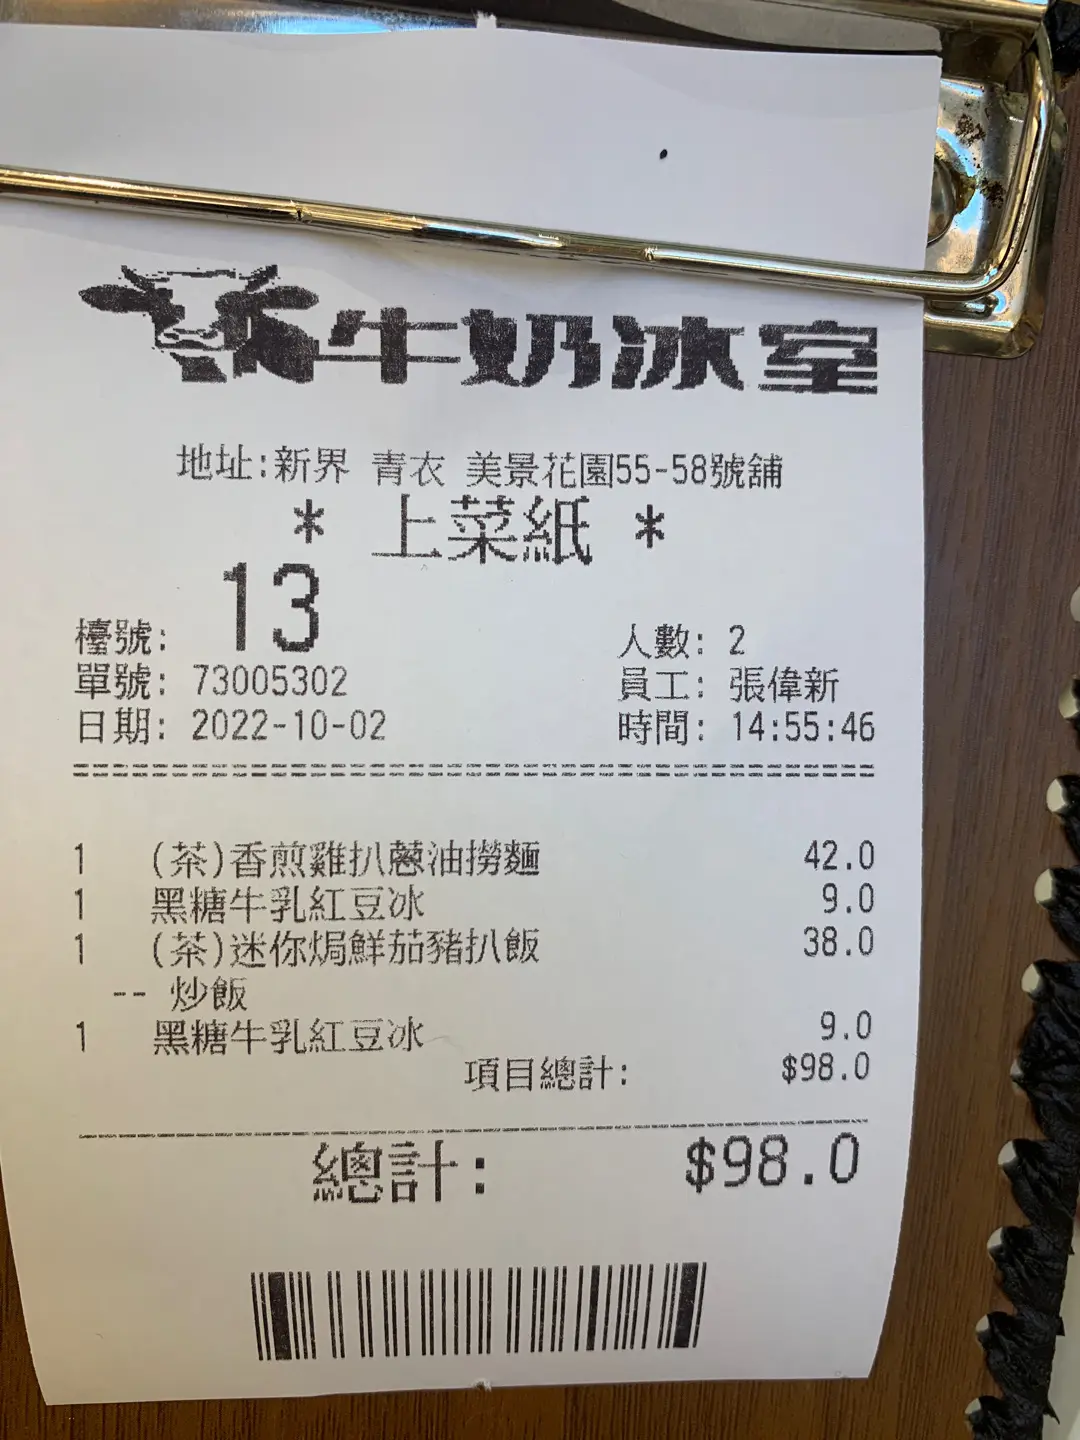 牛奶冰室
地址:新界 青衣 美景花園55-58號舖
* 上菜紙 *
檯號: 13 人數: 2
單號: 73005302 員工: 張偉新
日期: 2022-10-02 時間: 14:55:46
1 (茶)香煎雞扒蔥油撈麵 42.0
1 黑糖牛乳紅豆冰 9.0
1 (茶)迷你焗鮮茄豬扒飯 38.0
-- 炒飯
1 黑糖牛乳紅豆冰 9.0
項目總計: $98.0
總計: $98.0